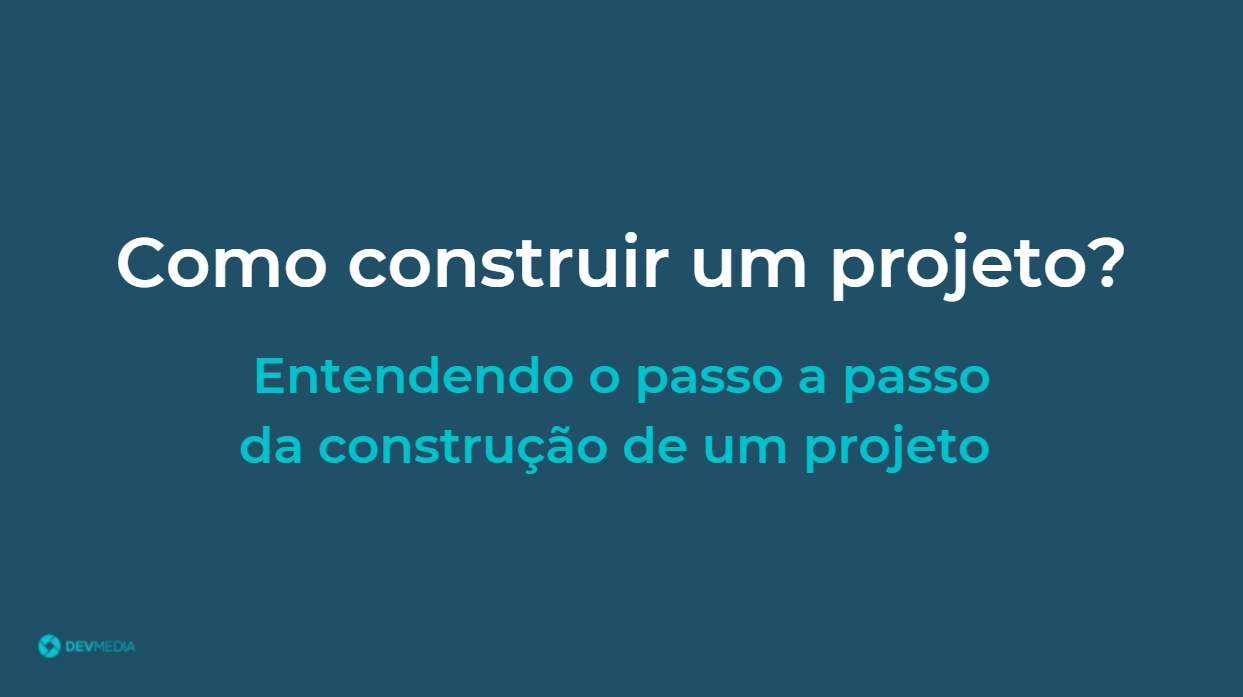 Como construir um projeto?
Entendendo o passo a passo
da construção de um projeto
DEVMEDIA